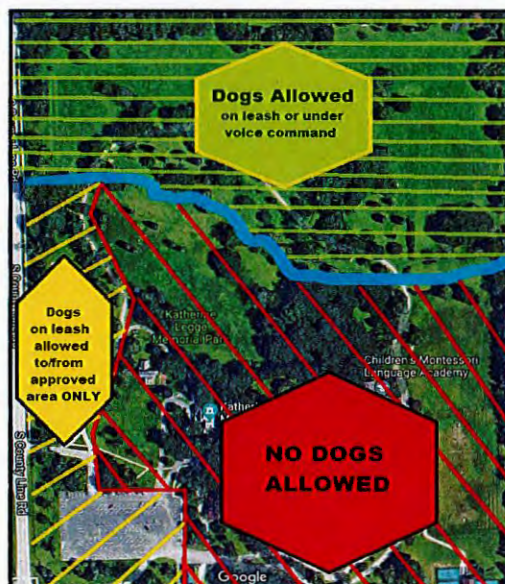 Dogs Allowed
on leash or under
voice command
Dogs
on leash
allowed
to/from
approved
area ONLY
Katherine
Legge
Memorial Park
Children's Montessori
Language Academy
NO DOGS
ALLOWED
S County Line Rd
Google